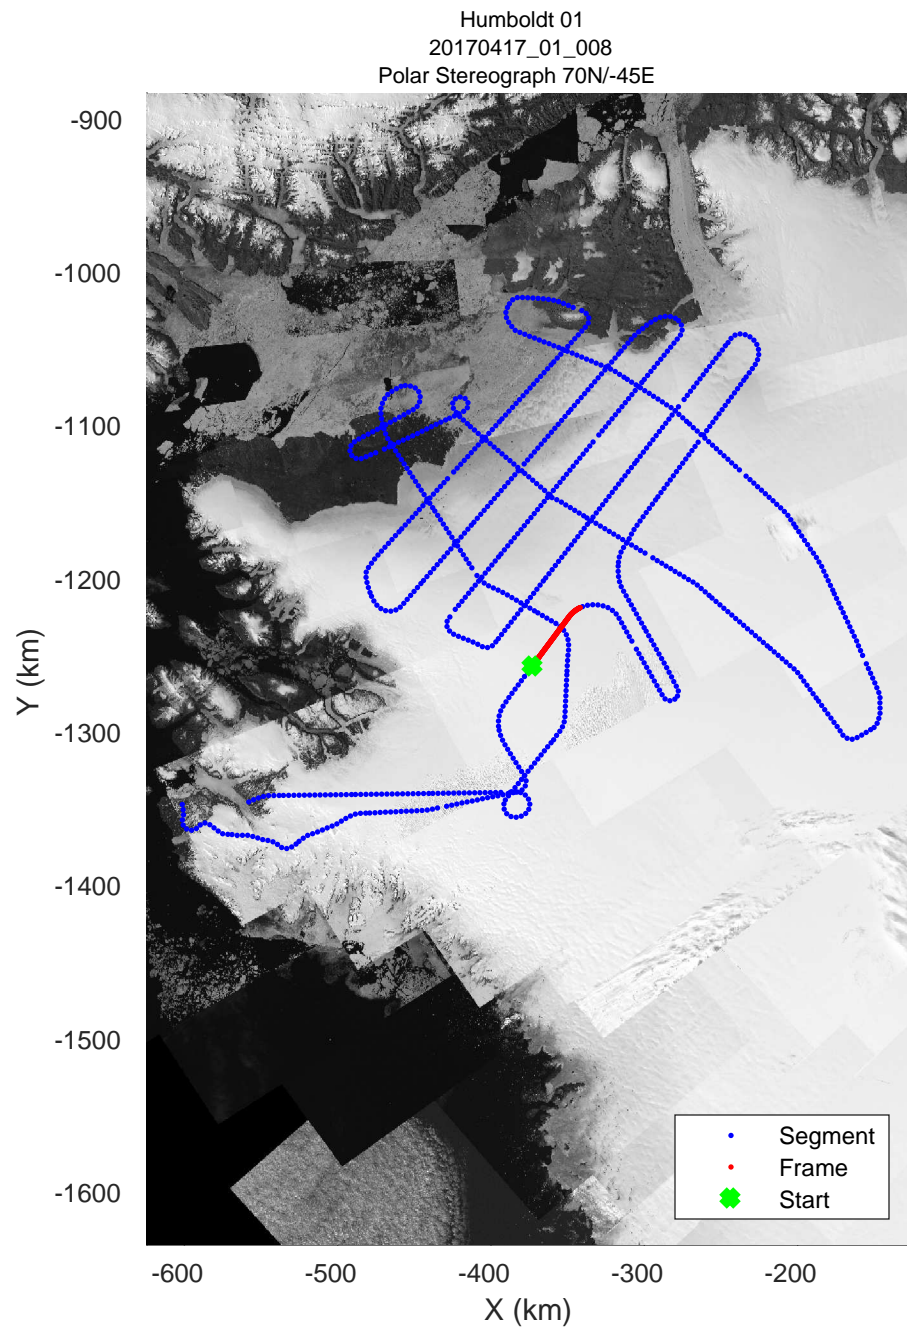 Humboldt 01
20170417_01_008
Polar Stereograph 70N/-45E
-900
-1000
-1100
-1200
-1300
-1400
-1500
-1600
Y (km)
Segment
Frame
Start
-600 -500 -400 -300 -200
X (km)